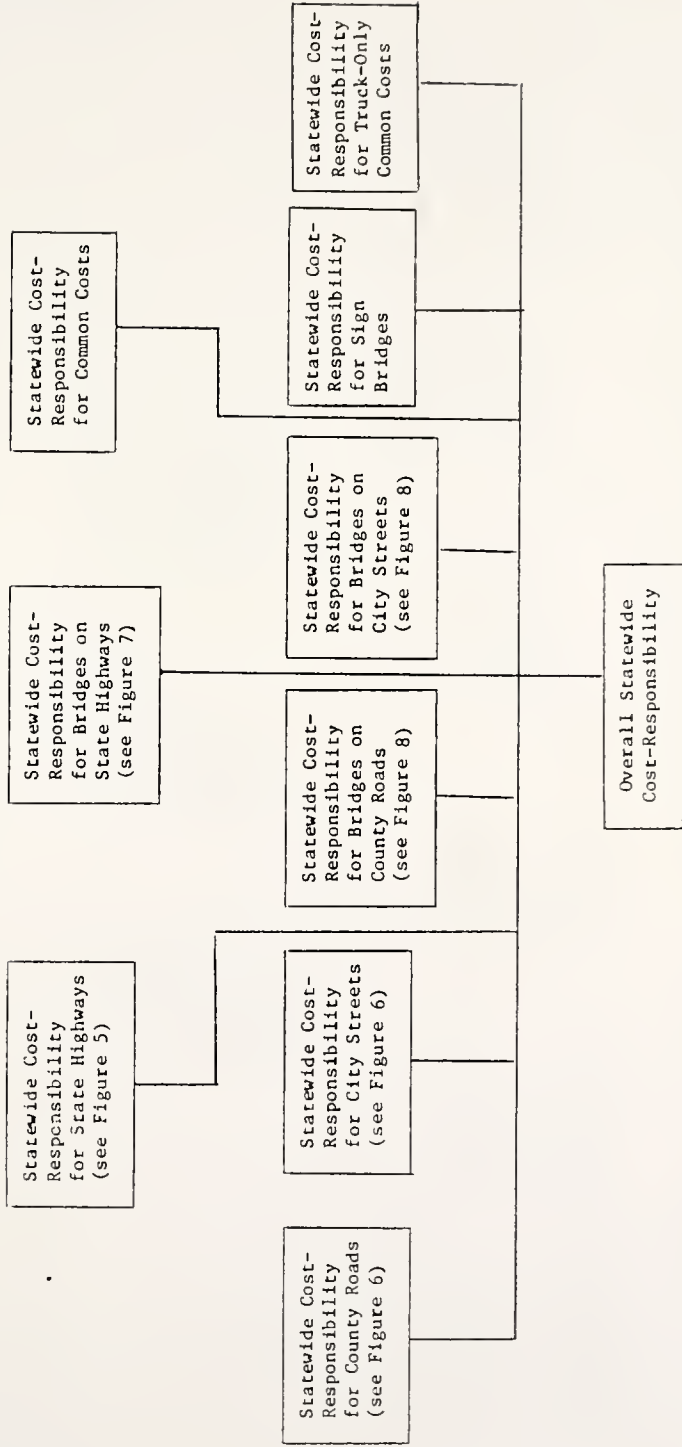 Statewide Cost-
Responsibility
for State Highways
(see Figure 5)
Statewide Cost-
Responsibility
for Bridges on
State Highways
(see Figure 7)
Statewide Cost-
Responsibility
for Common Costs
Statewide Cost-
Responsibility
for County Roads
(see Figure 6)
Statewide Cost-
Responsibility
for City Streets
(see Figure 6)
Statewide Cost-
Responsibility
for Bridges on
County Roads
(see Figure 8)
Statewide Cost-
Responsibility
for Bridges on
City Streets
(see Figure 8)
Statewide Cost-
Responsibility
for Sign
Bridges
Statewide Cost-
Responsibility
for Truck-Only
Common Costs
Overall Statewide
Cost-Responsibility